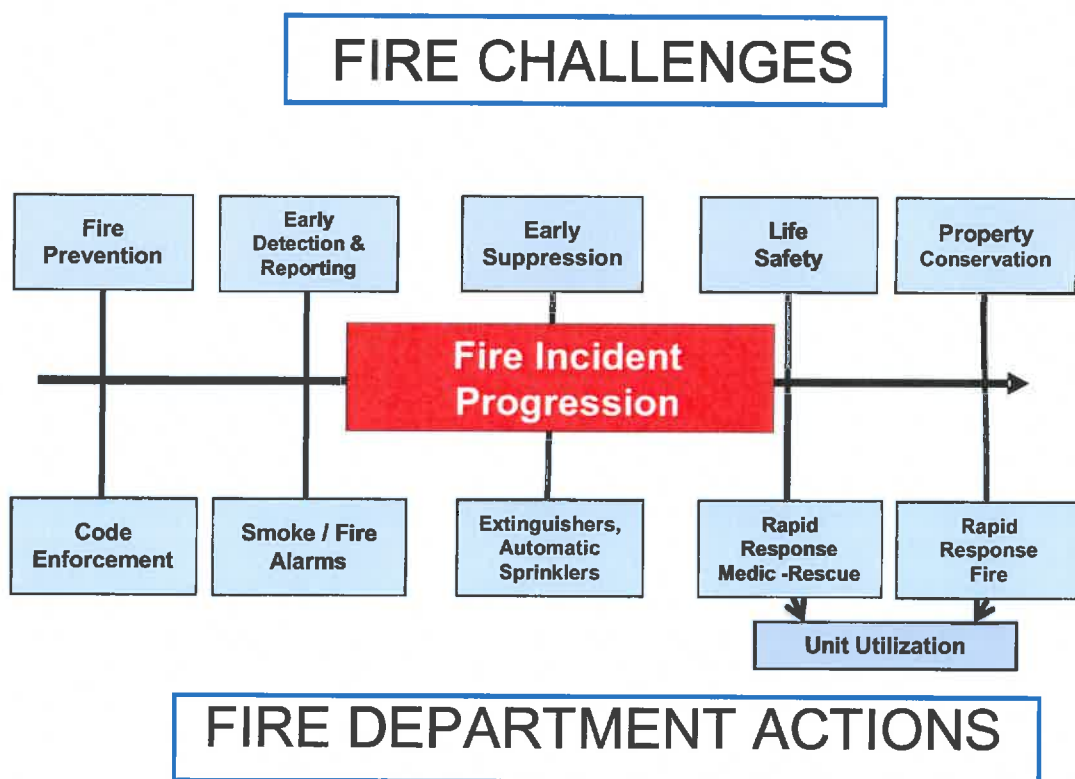 FIRE CHALLENGES
Fire
Prevention
Early
Detection &
Reporting
Early
Suppression
Life
Safety
Property
Conservation
Fire Incident
Progression
Code
Enforcement
Smoke / Fire
Alarms
Extinguishers,
Automatic
Sprinklers
Rapid
Response
Medic -Rescue
Rapid
Response
Fire
Unit Utilization
FIRE DEPARTMENT ACTIONS